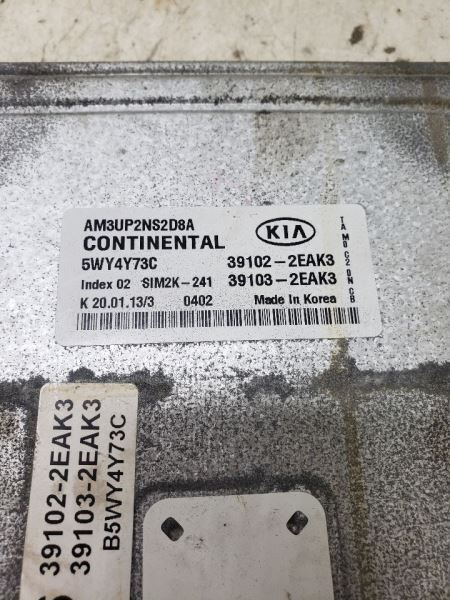 AM3UP2NS2D8A
CONTINENTAL
KIA
5WY4Y73C 39102-2EAK3
Index 02 SIM2K-241 39103-2EAK3
K 20.01.13/3 0402 Made In Korea
39102-2EAK3
39103-2EAK3
B5WY4Y73C